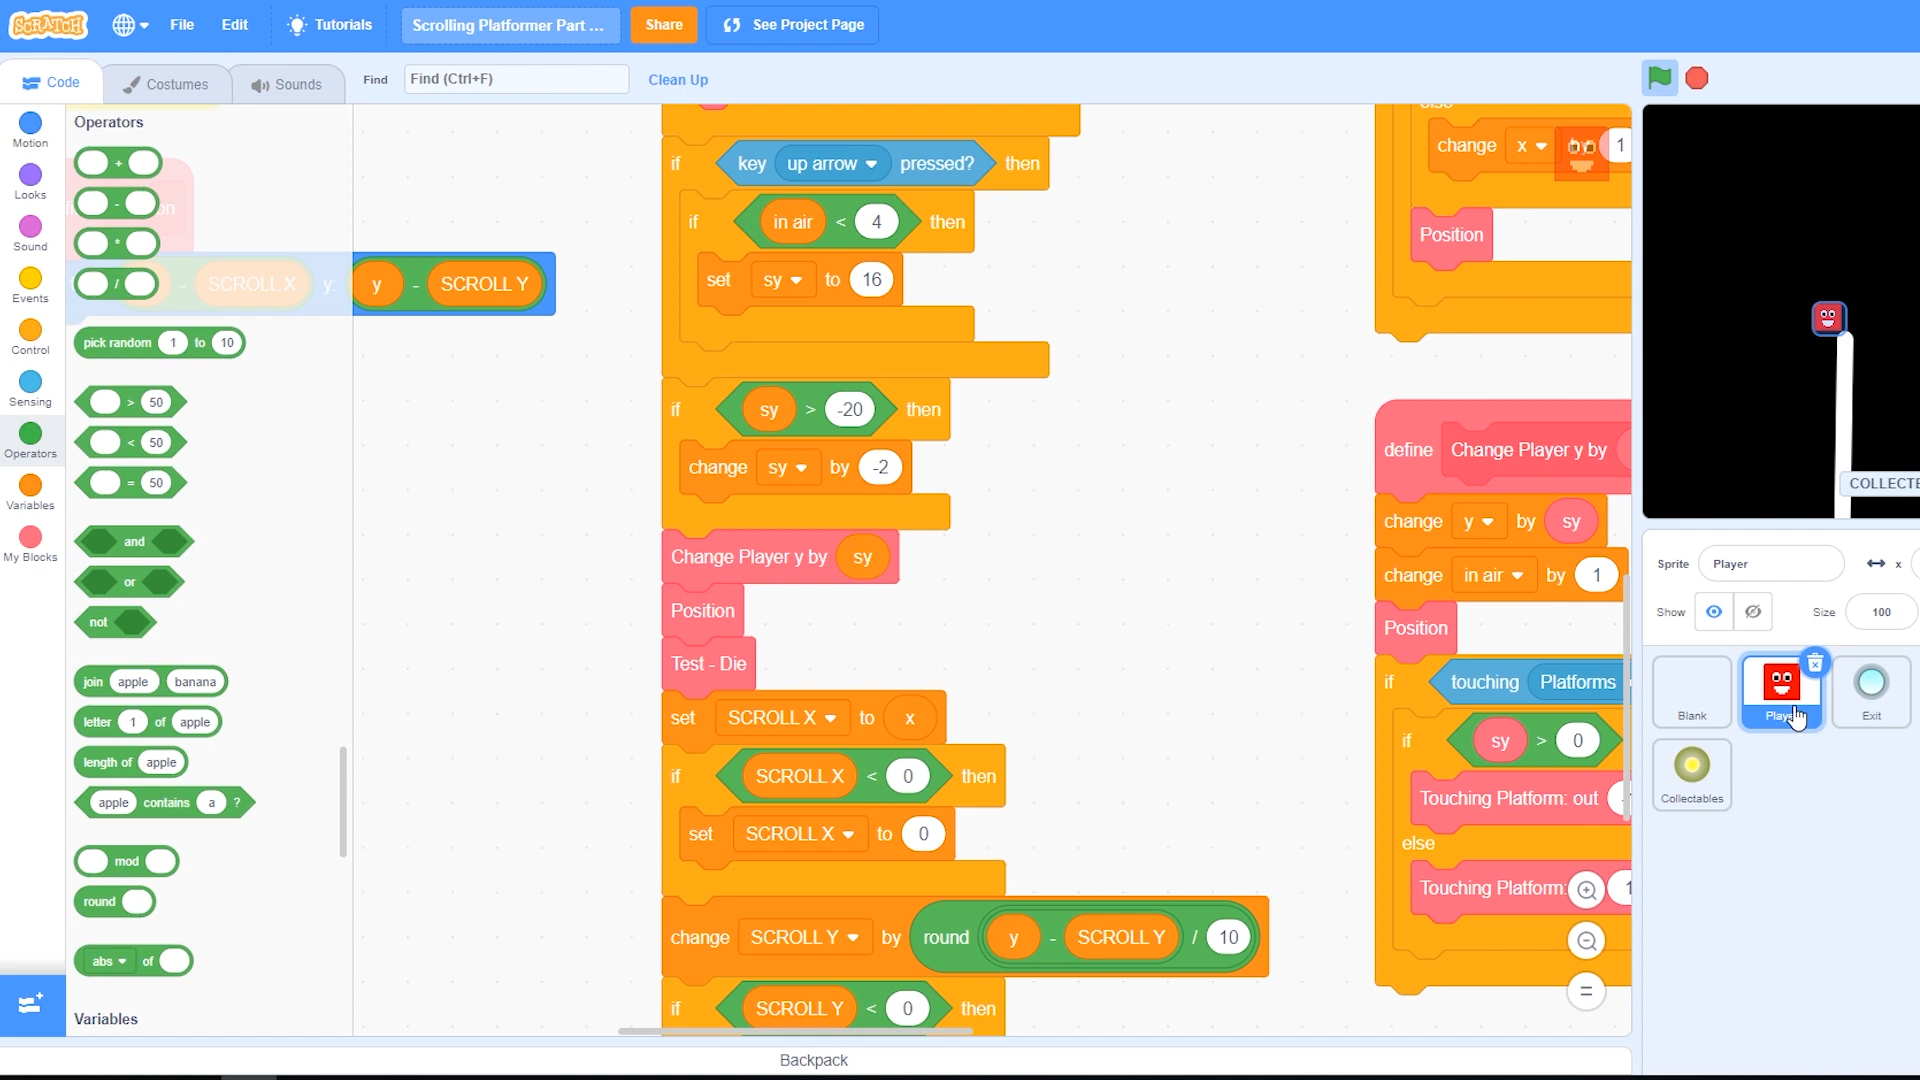 SCRATCH File Edit Tutorials Scrolling Platformer Part ... Share See Project Page
Code Costumes Sounds Find Find (Ctrl+F) Clean Up
Motion
Looks
Sound
Events
Control
Sensing
Operators
Variables
My Blocks
Operators
+
-
*
/
pick random 1 to 10
> 50
< 50
= 50
and
or
not
join apple banana
letter 1 of apple
length of apple
apple contains a ?
mod
round
abs of
Variables
- SCROLL X y: y - SCROLL Y
if key up arrow pressed? then
if in air < 4 then
set sy to 16
if sy > -20 then
change sy by -2
Change Player y by sy
Position
Test - Die
set SCROLL X to x
if SCROLL X < 0 then
set SCROLL X to 0
change SCROLL Y by round y - SCROLL Y / 10
if SCROLL Y < 0 then
else
change x 1
Position
define Change Player y by
change y by sy
change in air by 1
Position
if touching Platforms
if sy > 0
Touching Platform: out
else
Touching Platform: 1
=
COLLECTE
Sprite Player x
Show Size 100
Blank
Exit
Collectables
Backpack